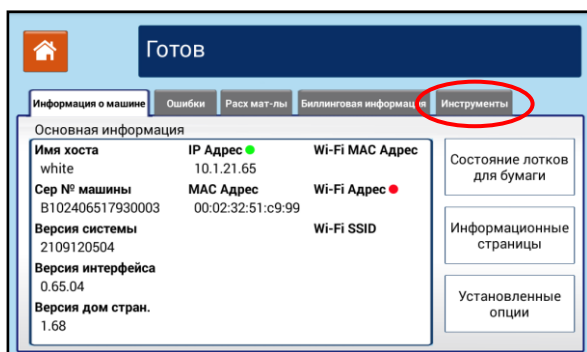 Готов
Информация о машине Ошибки Расх мат-лы Биллинговая информация Инструменты
Основная информация
Имя хоста IP Адрес Wi-Fi MAC Адрес
white 10.1.21.65
Сер № машины MAC Адрес Wi-Fi Адрес
B102406517930003 00:02:32:51:c9:99
Версия системы Wi-Fi SSID
2109120504
Версия интерфейса
0.65.04
Версия дом стран.
1.68
Состояние лотков
для бумаги
Информационные
страницы
Установленные
опции